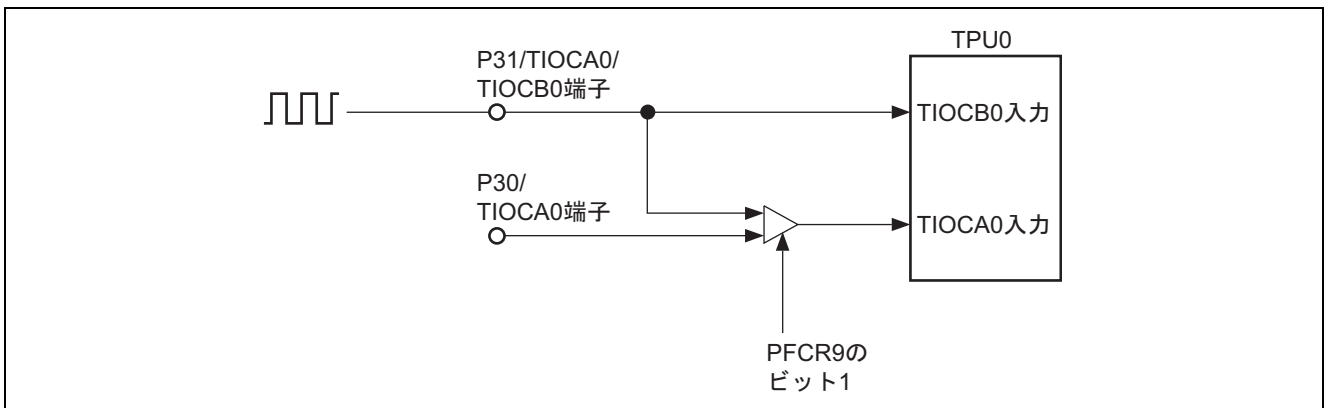 TPU0
P31/TIOCA0/
TIOCB0端子
TIOCB0入力
P30/
TIOCA0端子
TIOCA0入力
PFCR9の
ビット1